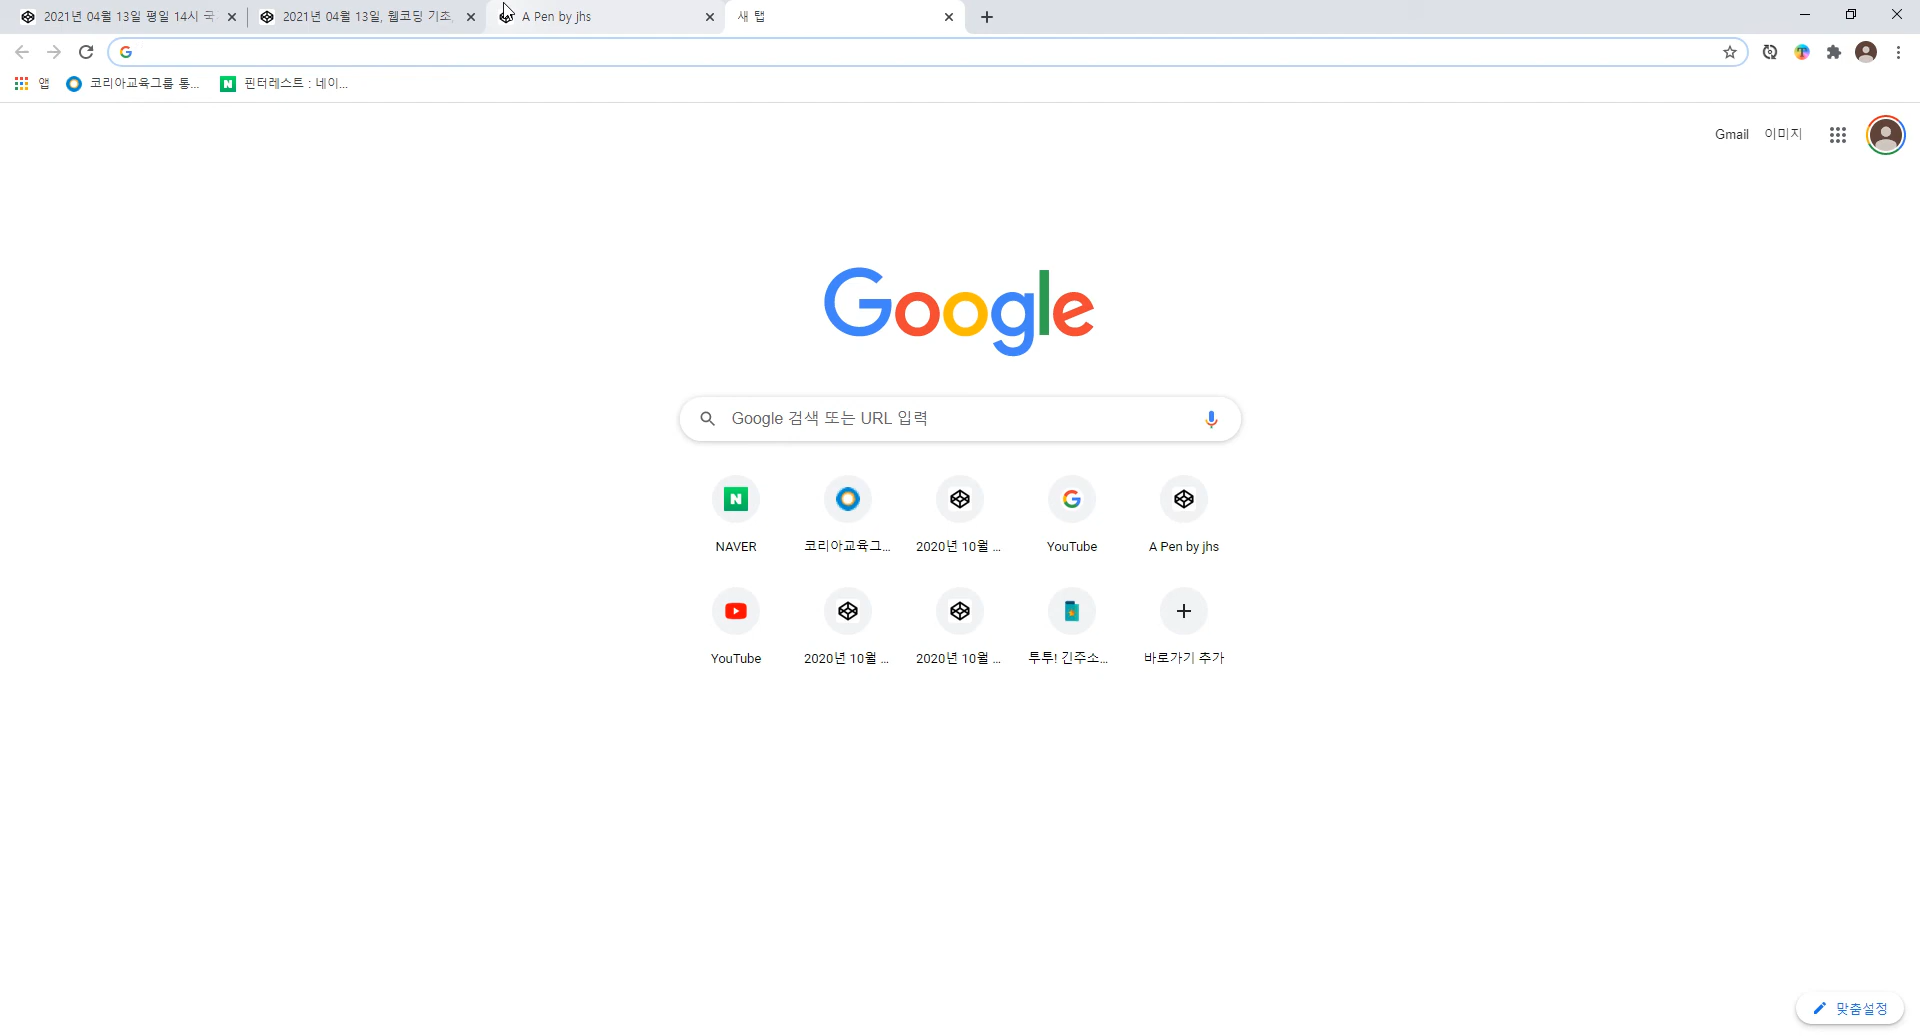 2021년 04월 13일 평일 14시 국
2021년 04월 13일, 웹코딩 기초,
A Pen by jhs
새 탭
앱
코리아교육그룹 통...
핀터레스트 : 네이...
Gmail
이미지
Google
Google 검색 또는 URL 입력
NAVER
코리아교육그...
2020년 10월 ...
YouTube
A Pen by jhs
YouTube
2020년 10월 ...
2020년 10월 ...
투투! 긴주소...
바로가기 추가
맞춤설정